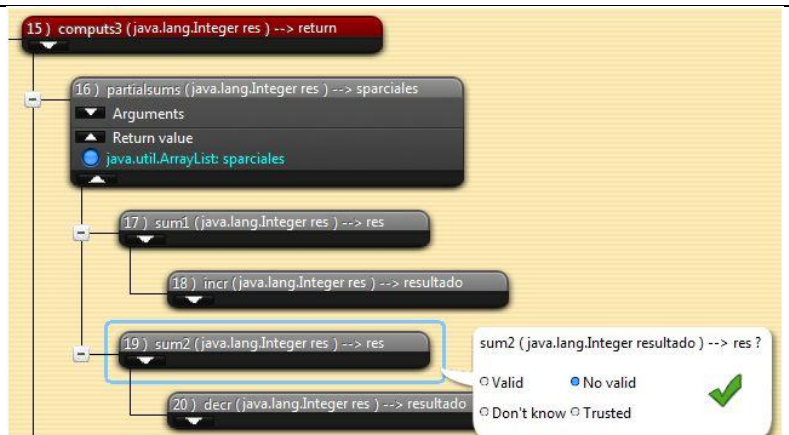 15 ) computs3 ( java.lang.Integer res ) --> return
16 ) partialsums ( java.lang.Integer res ) --> sparciales
Arguments
Return value
java.util.ArrayList: sparciales
17 ) sum1 ( java.lang.Integer res ) --> res
18 ) incr ( java.lang.Integer res ) --> resultado
19 ) sum2 ( java.lang.Integer res ) --> res
sum2 ( java.lang.Integer resultado ) --> res ?
Valid No valid
Don't know Trusted
20 ) decr ( java.lang.Integer res ) --> resultado